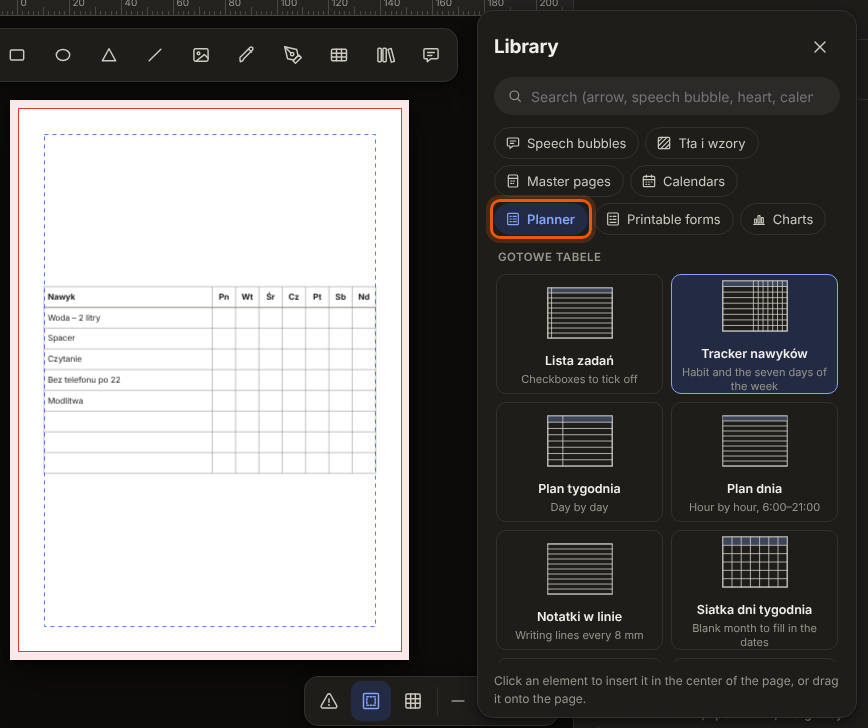 0 20 40 60 80 100 120 140 160 180 200
Library
Search (arrow, speech bubble, heart, caler
Speech bubbles
Tła i wzory
Master pages
Calendars
Planner
Printable forms
Charts
GOTOWE TABELE
Nawyk Pn Wt Śr Cz Pt Sb Nd
Woda – 2 litry
Spacer
Czytanie
Bez telefonu po 22
Modlitwa
Lista zadań
Checkboxes to tick off
Tracker nawyków
Habit and the seven days of
the week
Plan tygodnia
Day by day
Plan dnia
Hour by hour, 6:00–21:00
Notatki w linie
Writing lines every 8 mm
Siatka dni tygodnia
Blank month to fill in the
dates
Click an element to insert it in the center of the page, or drag
it onto the page.